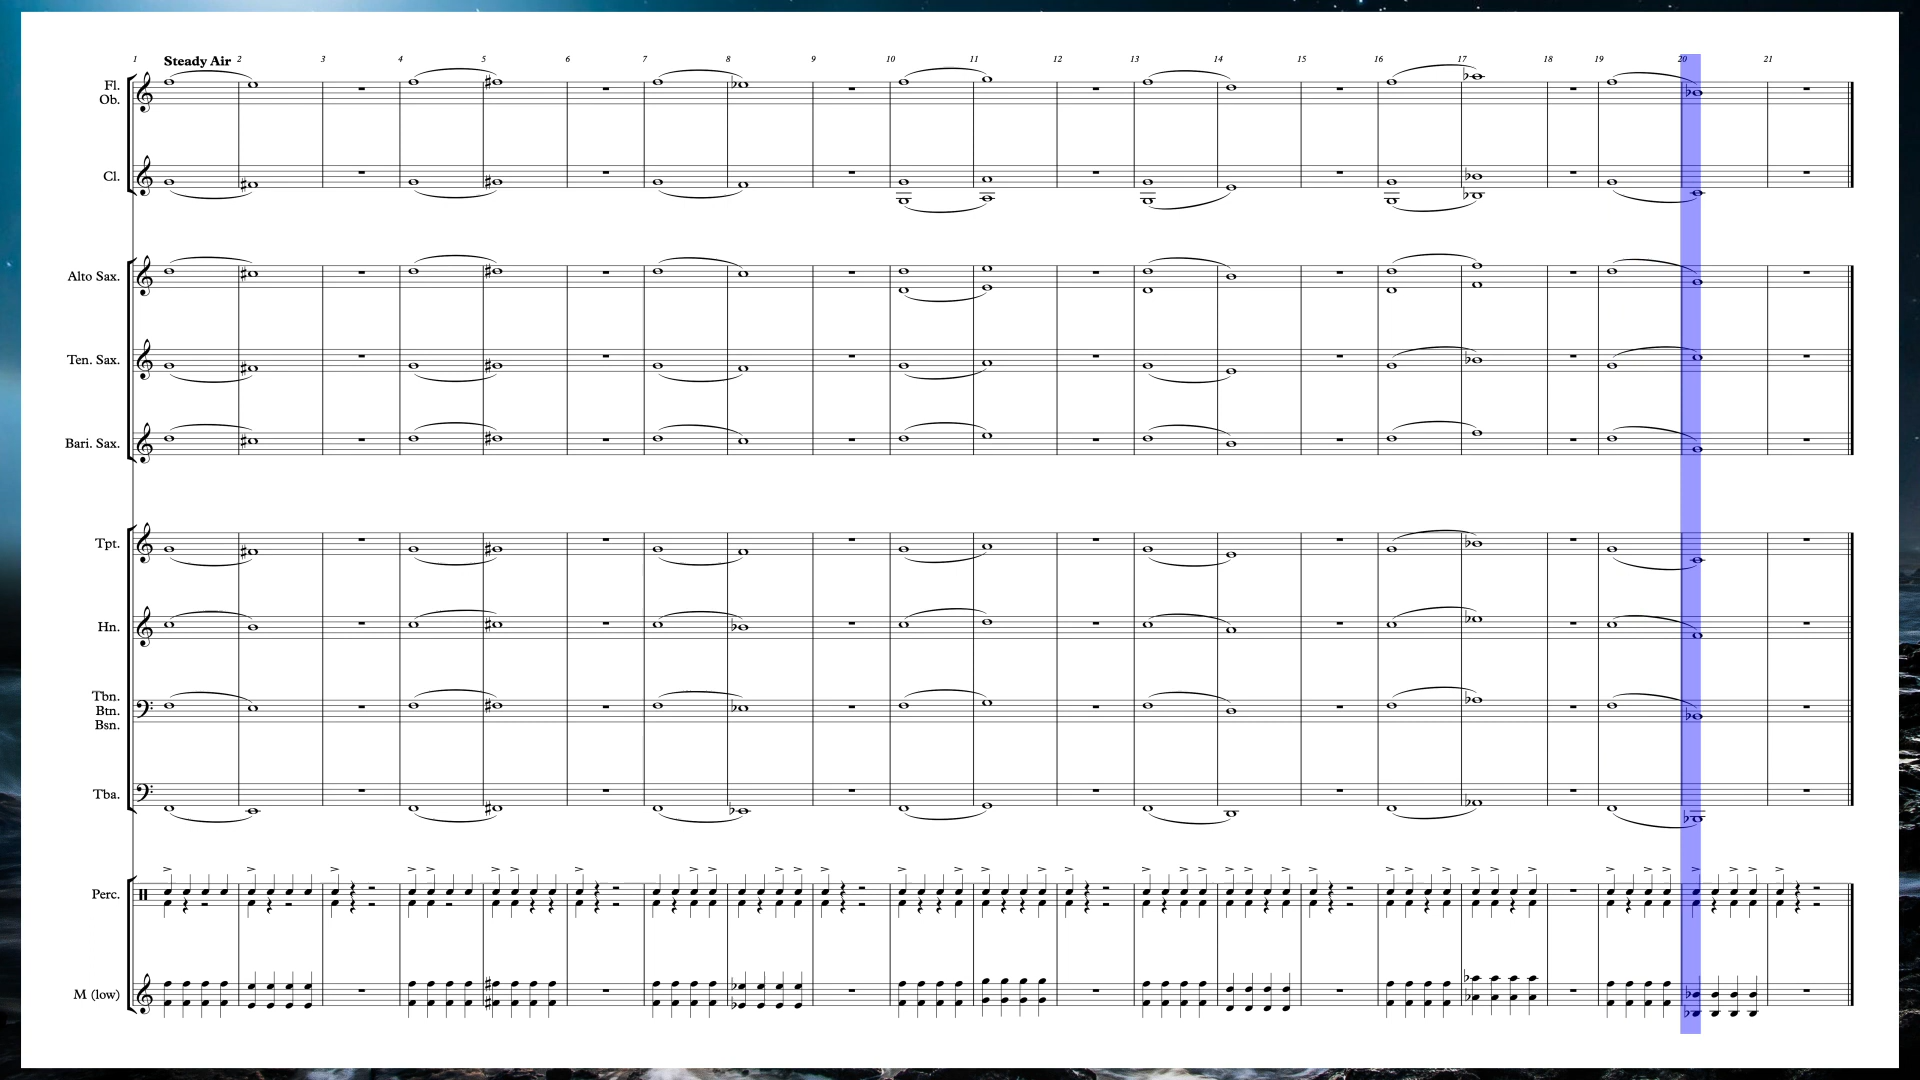 1 Steady Air 2 3 4 5 6 7 8 9 10 11 12 13 14 15 16 17 18 19 20 21
Fl.
Ob.
Cl.
Alto Sax.
Ten. Sax.
Bari. Sax.
Tpt.
Hn.
Tbn.
Btn.
Bsn.
Tba.
Perc.
M (low)